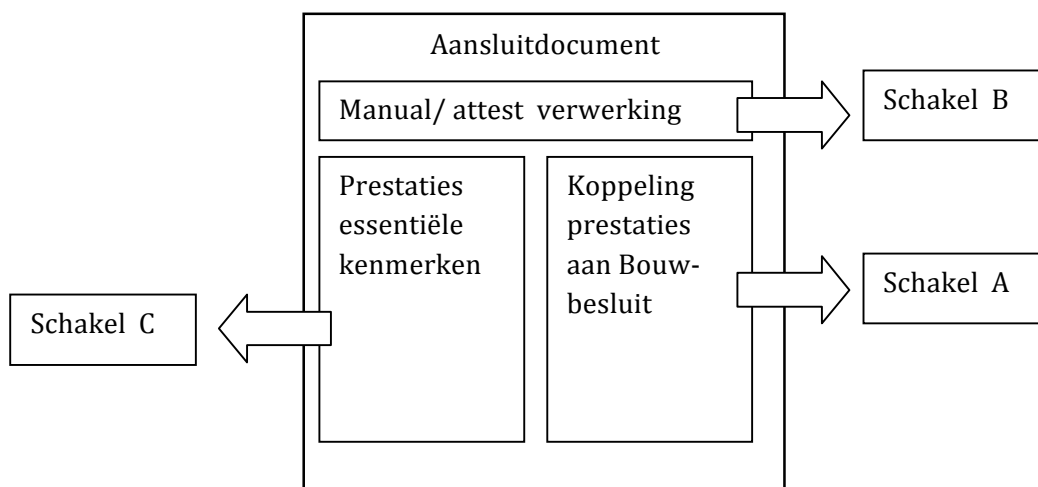 Aansluitdocument
Manual/ attest verwerking
Schakel B
Prestaties
essentiële
kenmerken
Koppeling
prestaties
aan Bouw-
besluit
Schakel A
Schakel C